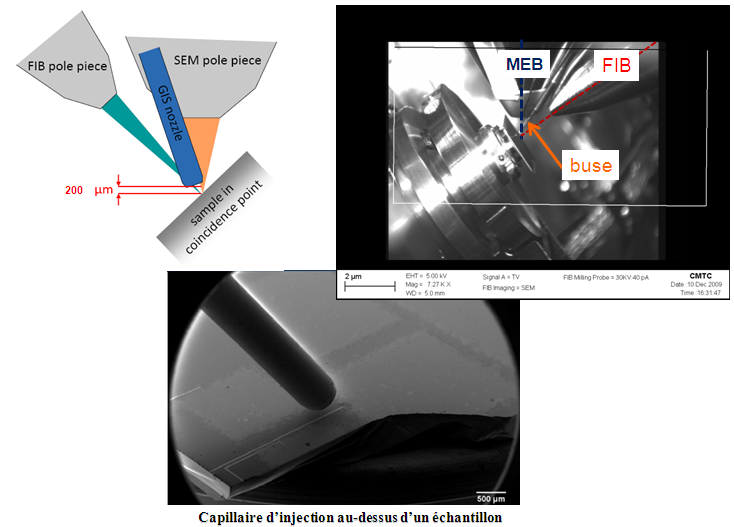 FIB pole piece
SEM pole piece
GIS nozzle
200 µm
sample in
coincidence point
MEB
FIB
buse
2 µm
EHT = 5.00 kV
Mag = 7.27 K X
WD = 5.0 mm
Signal A = TV
FIB Imaging = SEM
FIB Milling Probe = 30KV:40 pA
CMTC
Date :10 Dec 2009
Time :16:31:47
500 µm
Capillaire d’injection au-dessus d’un échantillon